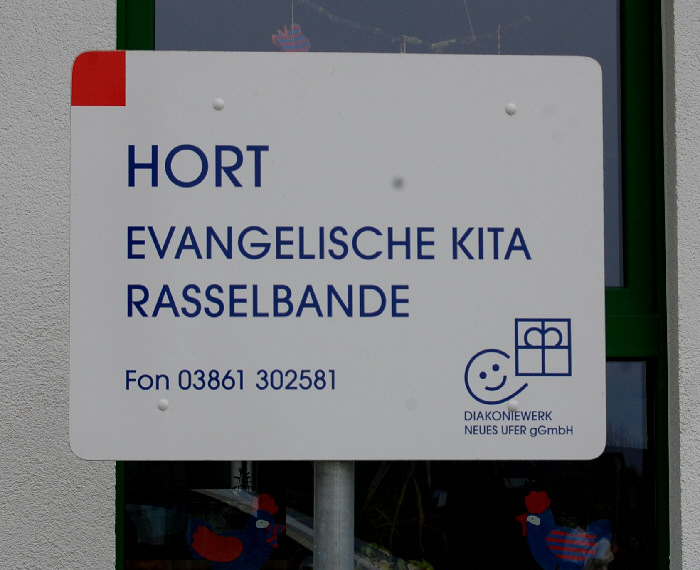 HORT
EVANGELISCHE KITA
RASSELBANDE
Fon 03861 302581
DIAKONIEWERK
NEUES UFER gGmbH